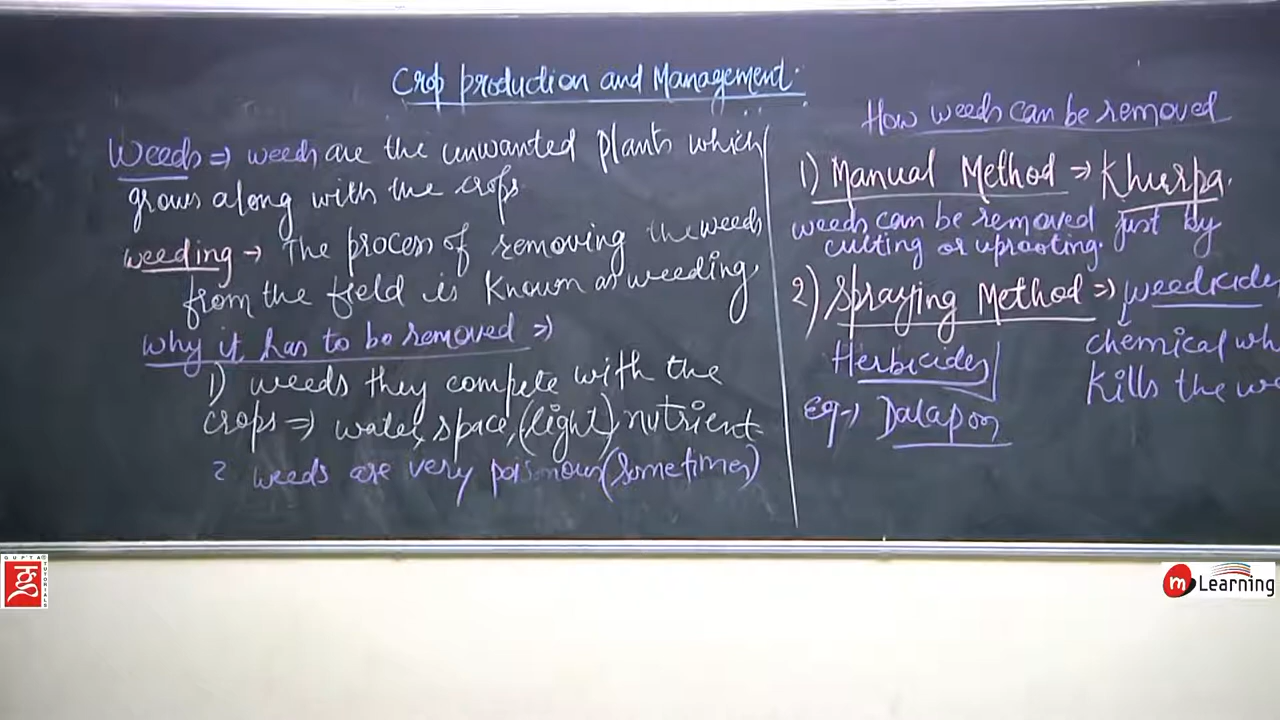 Crop production and Management.
Weeds ⇒ weeds are the unwanted plants which
grows along with the crops.
weeding → The process of removing the weeds
from the field is known as weeding.
why it has to be removed ⇒
1) weeds they compete with the
crops ⇒ water, space, (light), nutrient
2 weeds are very poisonous (sometimes)
How weeds can be removed
1) Manual Method → Khurpa.
weeds can be removed just by
cutting or uprooting.
2) Spraying Method ⇒ weedicide
chemical wh
Kills the we
Herbicides
Eg→ Dalapon
GUPTA
TUTORIALS
m Learning